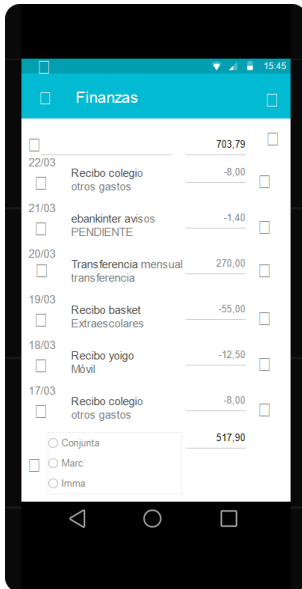 15:45
Finanzas
703,79
22/03
Recibo colegio -8,00
otros gastos
21/03
ebankinter avisos -1,40
PENDIENTE
20/03
Transferencia mensual 270,00
transferencia
19/03
Recibo basket -55,00
Extraescolares
18/03
Recibo yoigo -12,50
Móvil
17/03
Recibo colegio -8,00
otros gastos
517,90
Conjunta
Marc
Imma